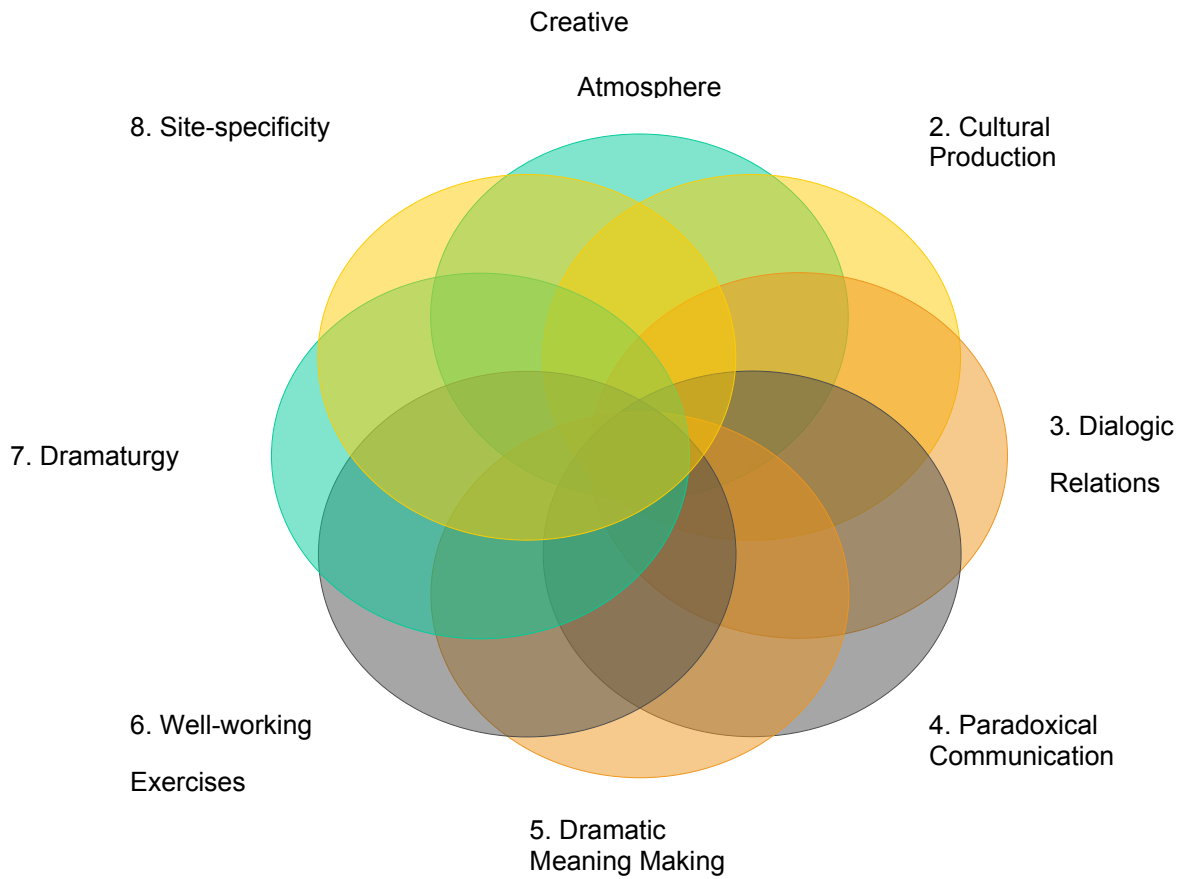 Creative
Atmosphere
8. Site-specificity
2. Cultural
Production
3. Dialogic
Relations
7. Dramaturgy
6. Well-working
Exercises
4. Paradoxical
Communication
5. Dramatic
Meaning Making